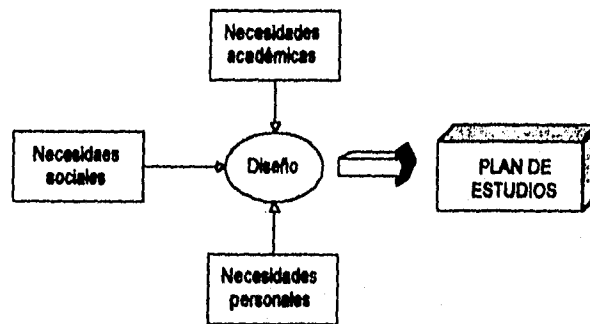 Necesidades
académicas
Necesidaes
sociales
Diseño
PLAN DE
ESTUDIOS
Necesidades
personales